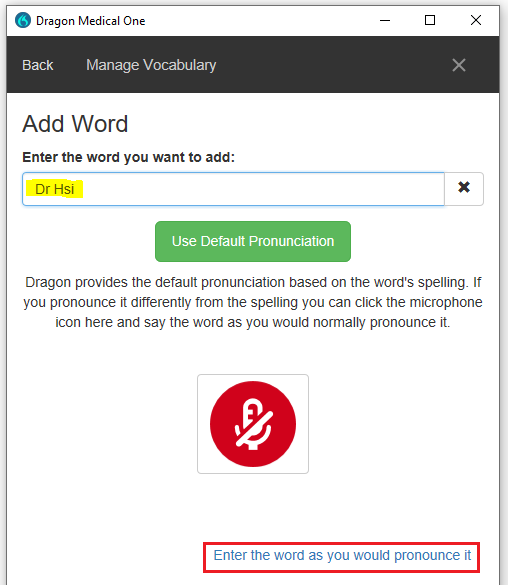 Dragon Medical One
Back Manage Vocabulary
Add Word
Enter the word you want to add:
Dr Hsi
Use Default Pronunciation
Dragon provides the default pronunciation based on the word's spelling. If
you pronounce it differently from the spelling you can click the microphone
icon here and say the word as you would normally pronounce it.
Enter the word as you would pronounce it